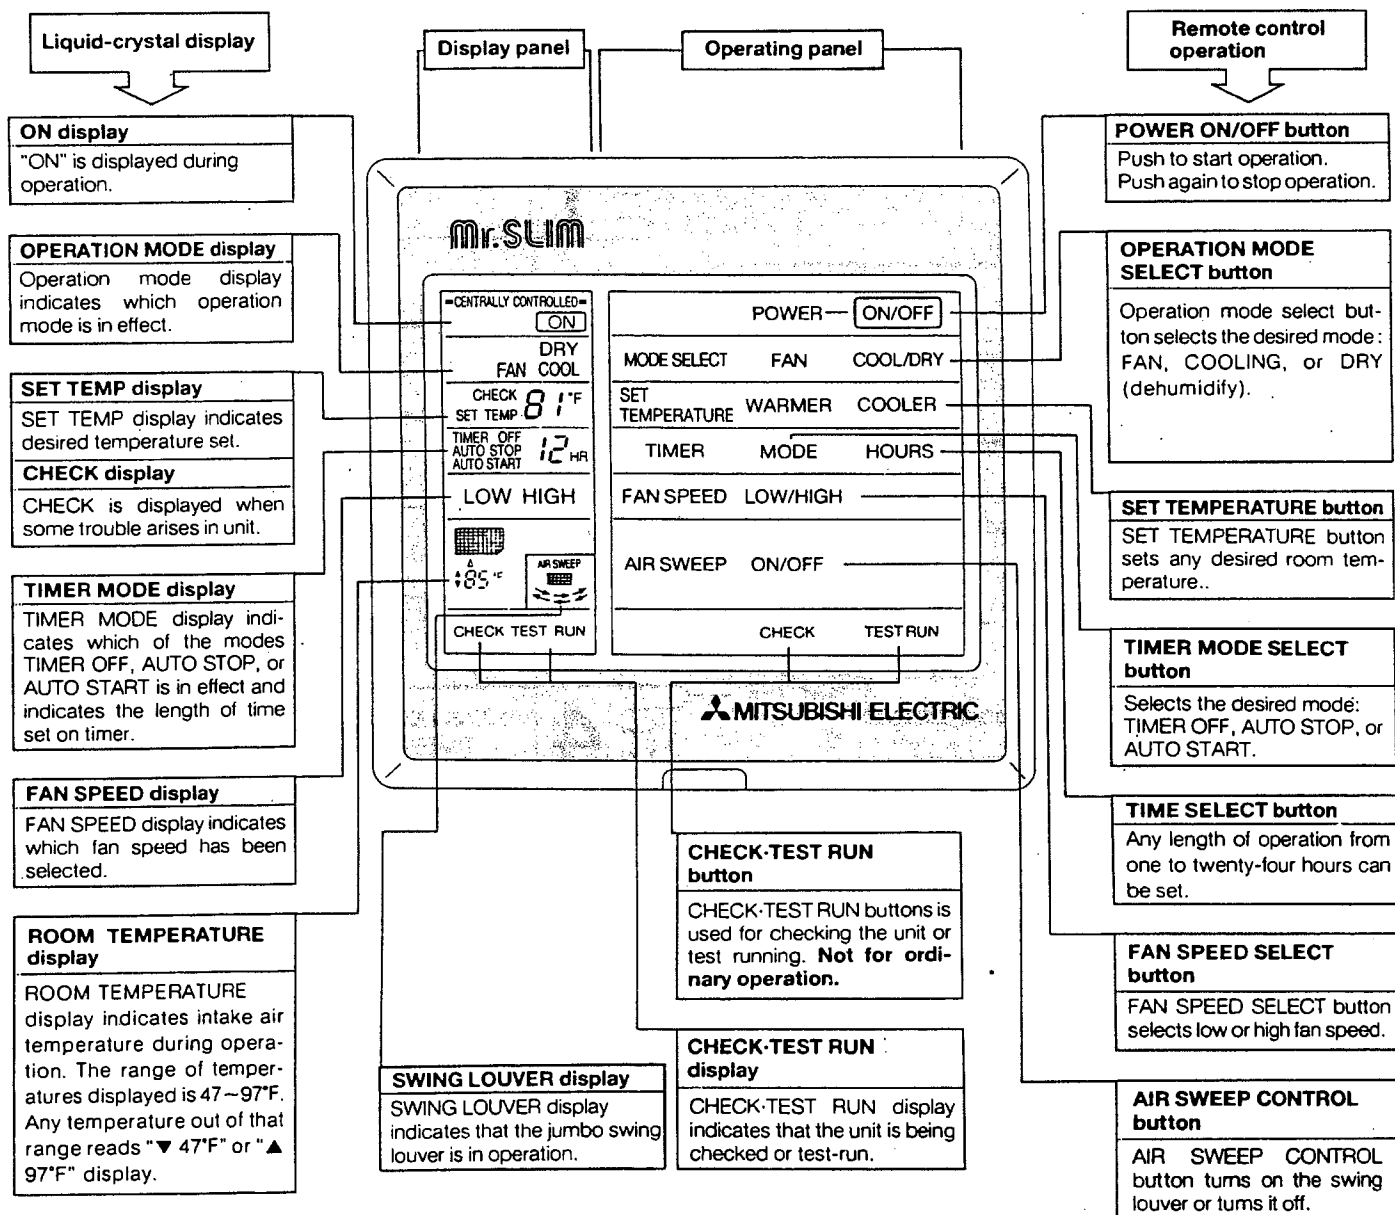 Liquid-crystal display
Display panel
Operating panel
Remote control
operation
ON display
"ON" is displayed during
operation.
OPERATION MODE display
Operation mode display
indicates which operation
mode is in effect.
SET TEMP display
SET TEMP display indicates
desired temperature set.
CHECK display
CHECK is displayed when
some trouble arises in unit.
TIMER MODE display
TIMER MODE display indi-
cates which of the modes
TIMER OFF, AUTO STOP, or
AUTO START is in effect and
indicates the length of time
set on timer.
FAN SPEED display
FAN SPEED display indicates
which fan speed has been
selected.
ROOM TEMPERATURE
display
ROOM TEMPERATURE
display indicates intake air
temperature during opera-
tion. The range of temper-
atures displayed is 47~97°F.
Any temperature out of that
range reads "▼ 47°F" or "▲
97°F" display.
Mr.SLIM
CENTRALLY CONTROLLED
ON
DRY
FAN COOL
CHECK
SET TEMP 81°F
TIMER OFF
AUTO STOP
AUTO START
12 HR
LOW HIGH
85°F
AIR SWEEP
CHECK TEST RUN
POWER ON/OFF
MODE SELECT FAN COOL/DRY
SET
TEMPERATURE WARMER COOLER
TIMER MODE HOURS
FAN SPEED LOW/HIGH
AIR SWEEP ON/OFF
CHECK TEST RUN
MITSUBISHI ELECTRIC
SWING LOUVER display
SWING LOUVER display
indicates that the jumbo swing
louver is in operation.
CHECK·TEST RUN
button
CHECK·TEST RUN buttons is
used for checking the unit or
test running. Not for ordi-
nary operation.
CHECK·TEST RUN
display
CHECK·TEST RUN display
indicates that the unit is being
checked or test-run.
POWER ON/OFF button
Push to start operation.
Push again to stop operation.
OPERATION MODE
SELECT button
Operation mode select but-
ton selects the desired mode:
FAN, COOLING, or DRY
(dehumidify).
SET TEMPERATURE button
SET TEMPERATURE button
sets any desired room tem-
perature..
TIMER MODE SELECT
button
Selects the desired mode:
TIMER OFF, AUTO STOP, or
AUTO START.
TIME SELECT button
Any length of operation from
one to twenty-four hours can
be set.
FAN SPEED SELECT
button
FAN SPEED SELECT button
selects low or high fan speed.
AIR SWEEP CONTROL
button
AIR SWEEP CONTROL
button turns on the swing
louver or turns it off.